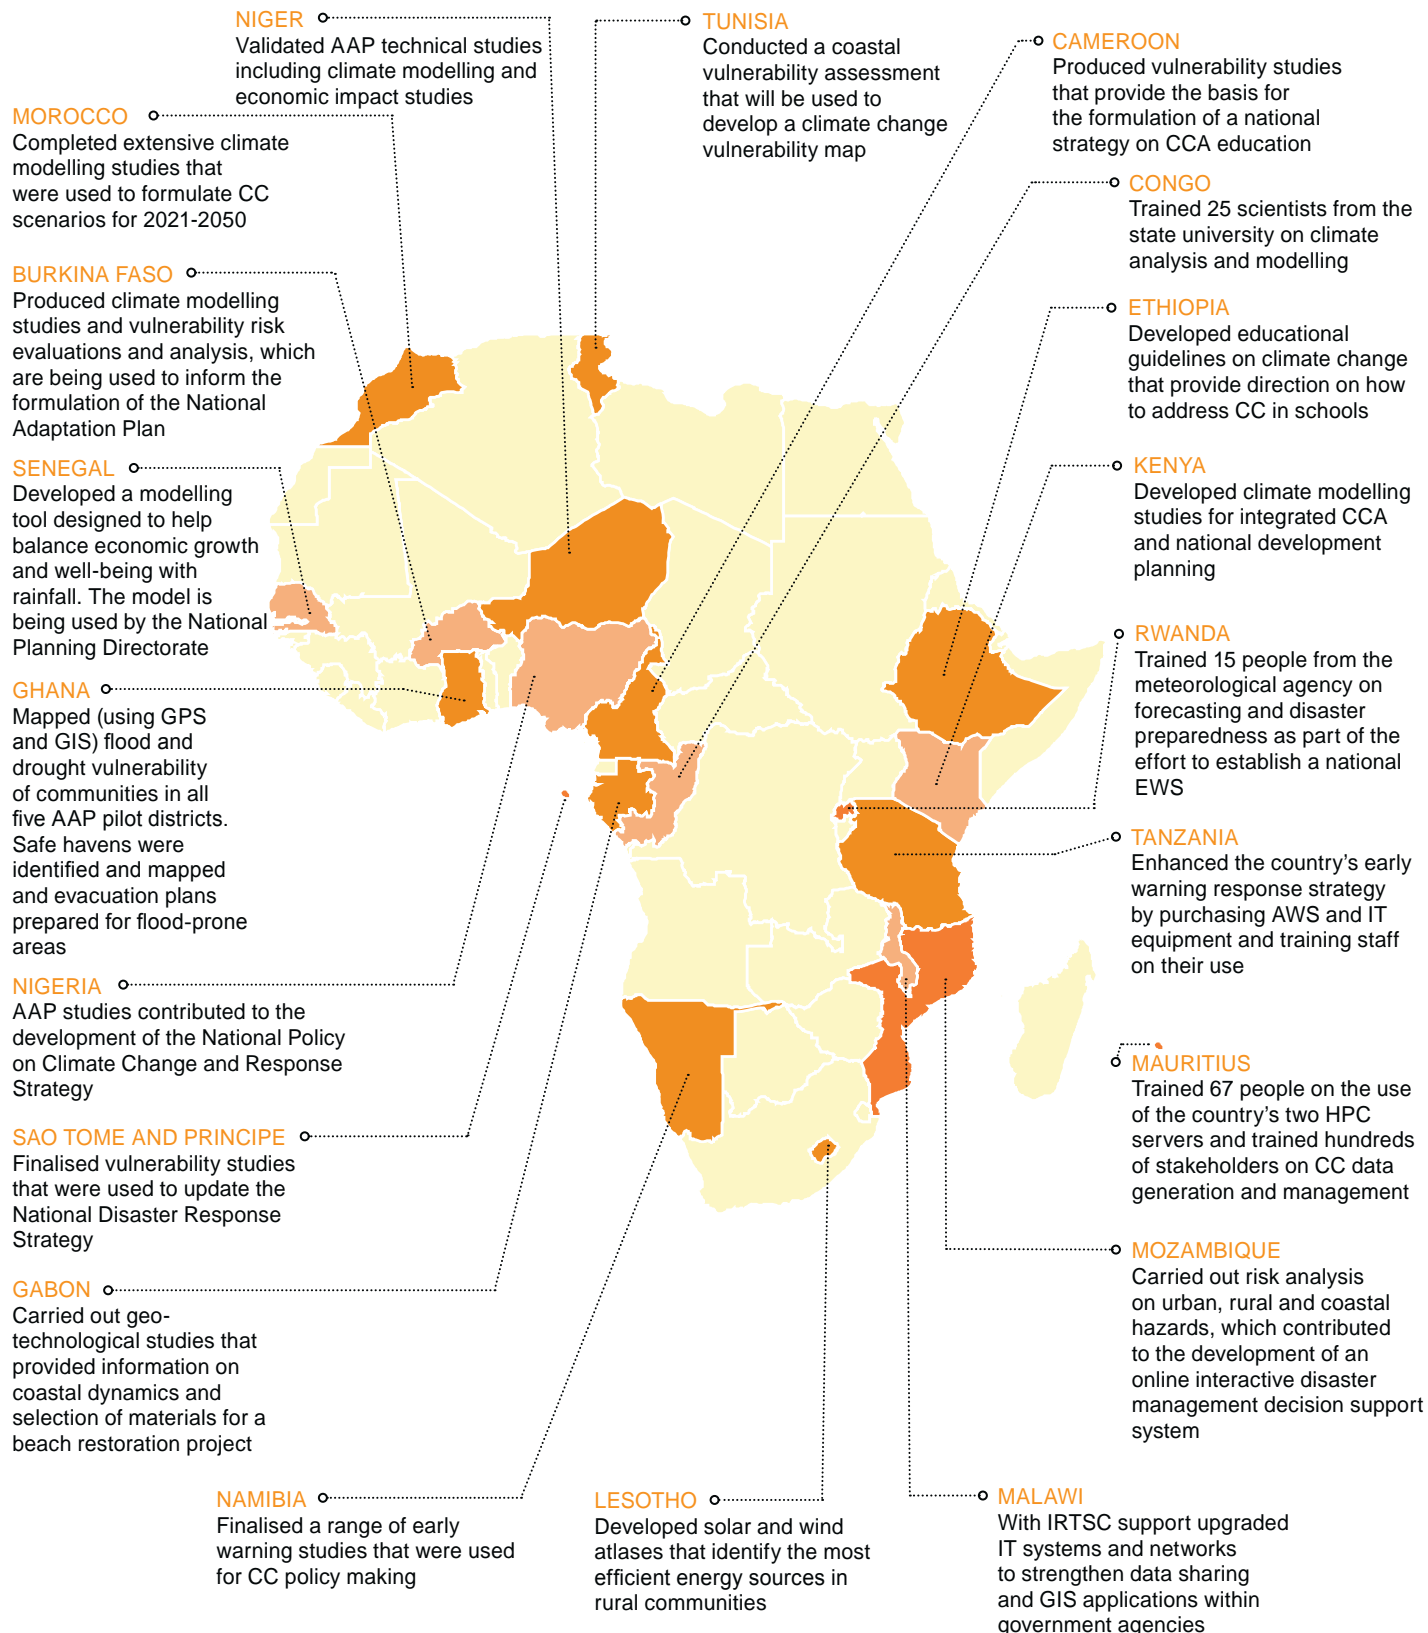 NIGER
Validated AAP technical studies
including climate modelling and
economic impact studies
TUNISIA
Conducted a coastal
vulnerability assessment
that will be used to
develop a climate change
vulnerability map
CAMEROON
Produced vulnerability studies
that provide the basis for
the formulation of a national
strategy on CCA education
MOROCCO
Completed extensive climate
modelling studies that
were used to formulate CC
scenarios for 2021-2050
CONGO
Trained 25 scientists from the
state university on climate
analysis and modelling
BURKINA FASO
Produced climate modelling
studies and vulnerability risk
evaluations and analysis, which
are being used to inform the
formulation of the National
Adaptation Plan
ETHIOPIA
Developed educational
guidelines on climate change
that provide direction on how
to address CC in schools
SENEGAL
Developed a modelling
tool designed to help
balance economic growth
and well-being with
rainfall. The model is
being used by the National
Planning Directorate
KENYA
Developed climate modelling
studies for integrated CCA
and national development
planning
RWANDA
Trained 15 people from the
meteorological agency on
forecasting and disaster
preparedness as part of the
effort to establish a national
EWS
GHANA
Mapped (using GPS
and GIS) flood and
drought vulnerability
of communities in all
five AAP pilot districts.
Safe havens were
identified and mapped
and evacuation plans
prepared for flood-prone
areas
TANZANIA
Enhanced the country's early
warning response strategy
by purchasing AWS and IT
equipment and training staff
on their use
NIGERIA
AAP studies contributed to the
development of the National Policy
on Climate Change and Response
Strategy
MAURITIUS
Trained 67 people on the use
of the country's two HPC
servers and trained hundreds
of stakeholders on CC data
generation and management
SAO TOME AND PRINCIPE
Finalised vulnerability studies
that were used to update the
National Disaster Response
Strategy
MOZAMBIQUE
Carried out risk analysis
on urban, rural and coastal
hazards, which contributed
to the development of an
online interactive disaster
management decision support
system
GABON
Carried out geo-
technological studies that
provided information on
coastal dynamics and
selection of materials for a
beach restoration project
NAMIBIA
Finalised a range of early
warning studies that were used
for CC policy making
LESOTHO
Developed solar and wind
atlases that identify the most
efficient energy sources in
rural communities
MALAWI
With IRTSC support upgraded
IT systems and networks
to strengthen data sharing
and GIS applications within
government agencies